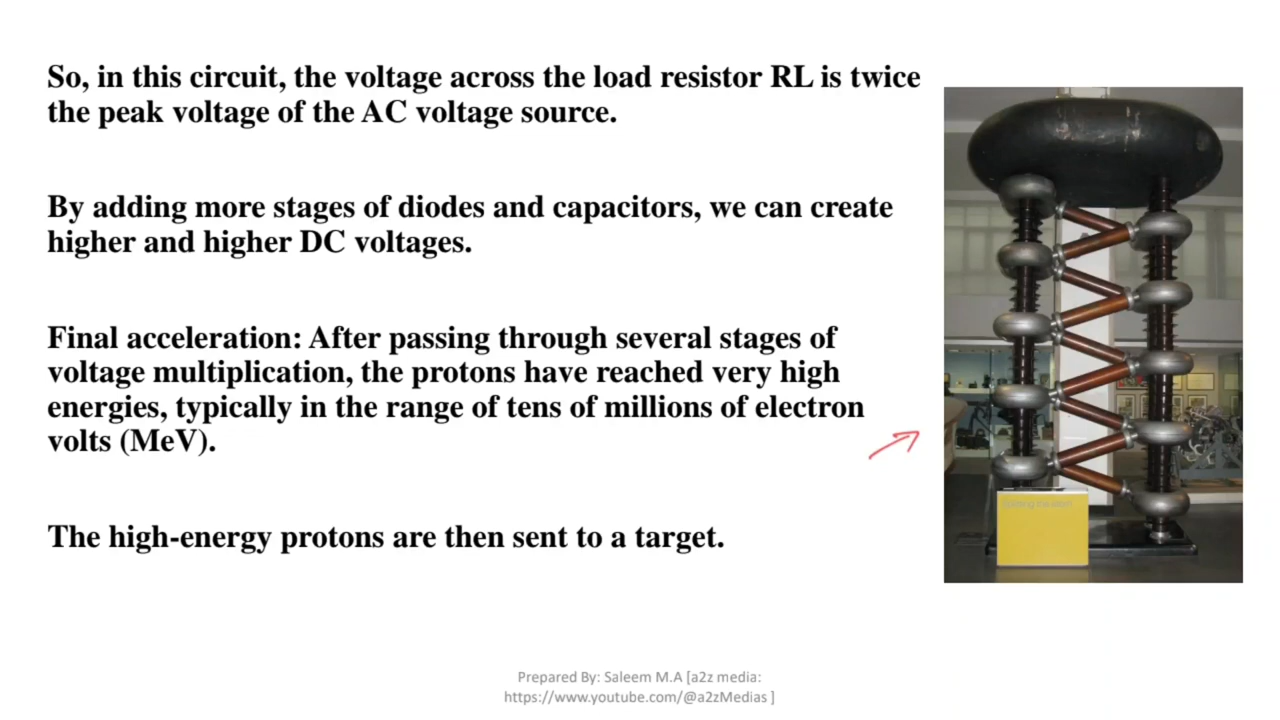 So, in this circuit, the voltage across the load resistor RL is twice
the peak voltage of the AC voltage source.
By adding more stages of diodes and capacitors, we can create
higher and higher DC voltages.
Final acceleration: After passing through several stages of
voltage multiplication, the protons have reached very high
energies, typically in the range of tens of millions of electron
volts (MeV).
The high-energy protons are then sent to a target.
Prepared By: Saleem M.A [a2z media:
https://www.youtube.com/@a2zMedias ]